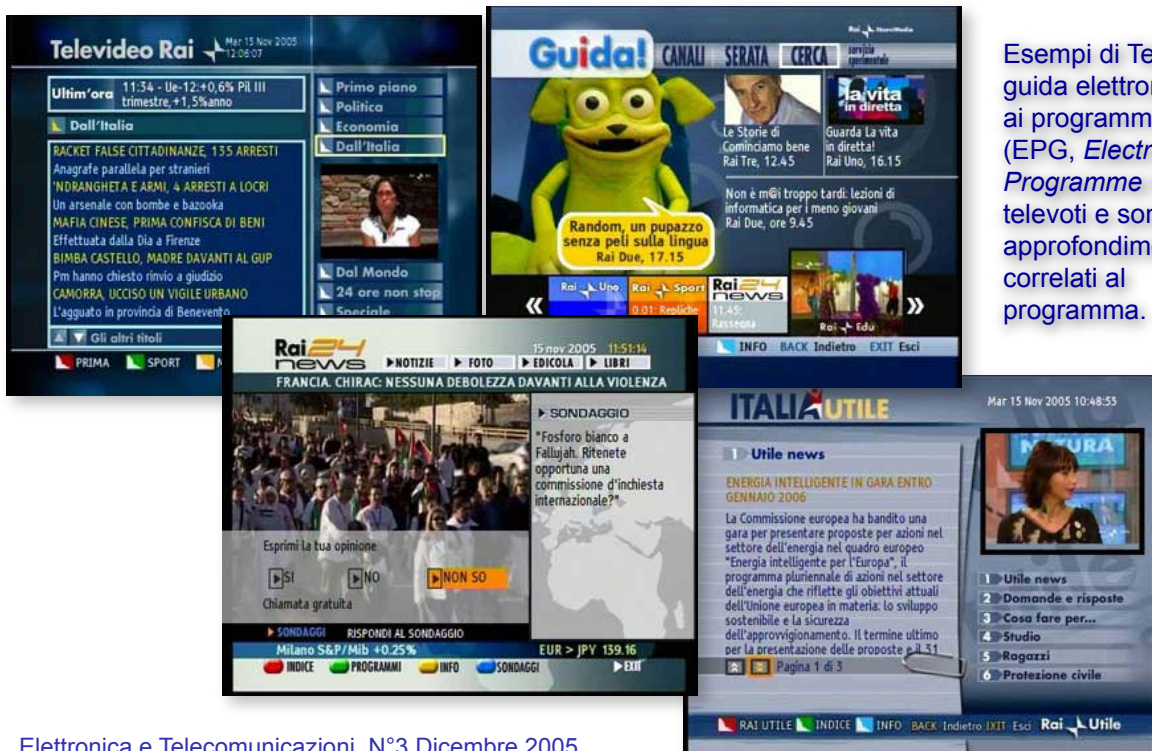 Televideo Rai
Mar 15 Nov 2005
12:06:07
Ultim'ora
11:34 - Ue-12:+0,6% Pil III
trimestre,+1,5%anno
Dall'Italia
RACKET FALSE CITTADINANZE, 135 ARRESTI
Anagrafe parallela per stranieri
'NDRANGHETA E ARMI, 4 ARRESTI A LOCRI
Un arsenale con bombe e bazooka
MAFIA CINESE, PRIMA CONFISCA DI BENI
Effettuata dalla Dia a Firenze
BIMBA CASTELLO, MADRE DAVANTI AL GUP
Pm hanno chiesto rinvio a giudizio
CAMORRA, UCCISO UN VIGILE URBANO
L'agguato in provincia di Benevento
Gli altri titoli
Primo piano
Politica
Economia
Dall'Italia
Dal Mondo
24 ore non stop
Speciale
PRIMA SPORT
Guida! CANALI SERATA CERCA
Rai
servizio
sperimentale
Le Storie di
Cominciamo bene
Rai Tre, 12.45
la vita
in diretta
Guarda La vita
in diretta!
Rai Uno, 16.15
Non è m@i troppo tardi: lezioni di
informatica per i meno giovani
Rai Due, ore 9.45
Random, un pupazzo
senza peli sulla lingua
Rai Due, 17.15
« Rai Uno Rai Sport Rai 24 news Rai Edu »
0.01: Repliche
11.45:
Rassegna
INFO BACK Indietro EXIT Esci
Esempi di Te
guida elettron
ai programm
(EPG, Electr
Programme
televoti e son
approfondime
correlati al
programma.
Rai 24 news
15 nov 2005 11:51:14
NOTIZIE FOTO EDICOLA LIBRI
FRANCIA. CHIRAC: NESSUNA DEBOLEZZA DAVANTI ALLA VIOLENZA
SONDAGGIO
"Fosforo bianco a
Fallujah. Ritenete
opportuna una
commissione d'inchiesta
internazionale?"
Esprimi la tua opinione
SI NO NON SO
Chiamata gratuita
SONDAGGI RISPONDI AL SONDAGGIO
Milano S&P/Mib +0.25% EUR > JPY 139.16
INDICE PROGRAMMI INFO SONDAGGI EXIT
ITALIA UTILE
Mar 15 Nov 2005 10:48:53
1 Utile news
ENERGIA INTELLIGENTE IN GARA ENTRO
GENNAIO 2006
La Commissione europea ha bandito una
gara per presentare proposte per azioni nel
settore dell'energia nel quadro europeo
"Energia intelligente per l'Europa", il
programma pluriennale di azioni nel settore
dell'energia che riflette gli obiettivi attuali
dell'Unione europea in materia: lo sviluppo
sostenibile e la sicurezza
dell'approvvigionamento. Il termine ultimo
per la presentazione delle proposte è il 31
Pagina 1 di 3
1 Utile news
2 Domande e risposte
3 Cosa fare per...
4 Studio
5 Ragazzi
6 Protezione civile
RAI UTILE INDICE INFO BACK Indietro EXIT Esci Rai Utile
Elettronica e Telecomunicazioni N°3 Dicembre 2005